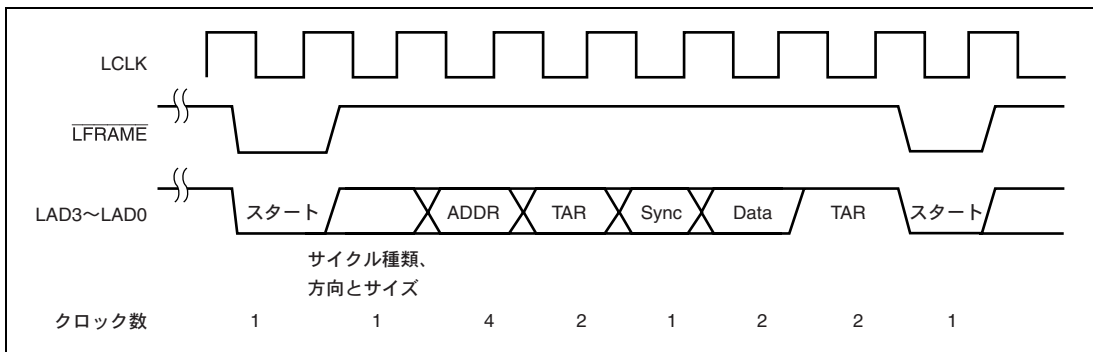 LCLK
LFRAME
LAD3～LAD0
スタート
ADDR
TAR
Sync
Data
TAR
スタート
サイクル種類、
方向とサイズ
クロック数 1 1 4 2 1 2 2 1